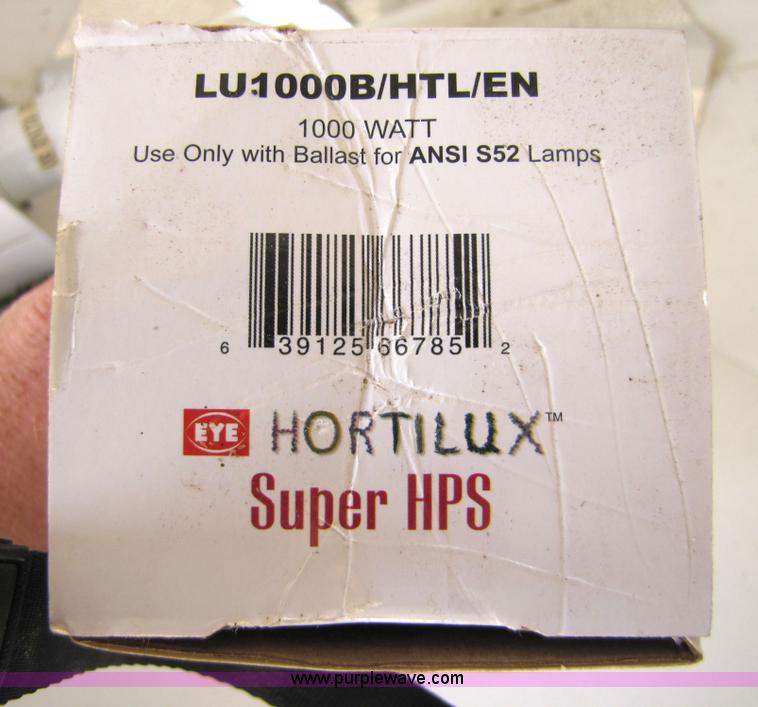 LU1000B/HTL/EN
1000 WATT
Use Only with Ballast for ANSI S52 Lamps
6 39125 66785 2
EYE HORTILUX™
Super HPS
www.purplewave.com